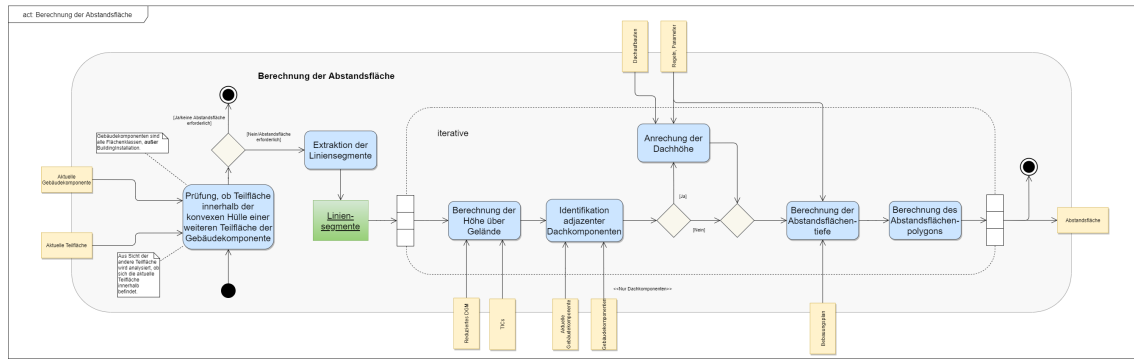 act Berechnung der Abstandsfläche
Berechnung der Abstandsfläche
Dachaufbauten
Regeln, Parameter
[Ja/keine Abstandsfläche
erforderlich]
[Nein/Abstandsfläche
erforderlich]
Gebäudekomponenten sind
alle Flächenklassen, außer
BuildingInstallation.
Extraktion der
Liniensegmente
iterative
Anrechung der
Dachhöhe
Aktuelle
Gebäudekomponente
Prüfung, ob Teilfläche
innerhalb der
konvexen Hülle einer
weiteren Teilfläche der
Gebäudekomponente
[Ja]
Linien-
segmente
Berechnung der
Höhe über
Gelände
Identifikation
adjazenter
Dachkomponenten
Berechnung der
Abstandsflächen-
tiefe
Berechnung des
Abstandsflächen-
polygons
Abstandsfläche
[Nein]
Aktuelle Teilfläche
Aus Sicht der
andere Teilfläche
wird analysiert, ob
sich die aktuelle
Teilfläche
innerhalb
befindet.
<<Nur Dachkomponenten>>
Reduziertes DGM
TICs
Aktuelle
Gebäudekomponente
Gebäudekomponenten
Bebauungsplan